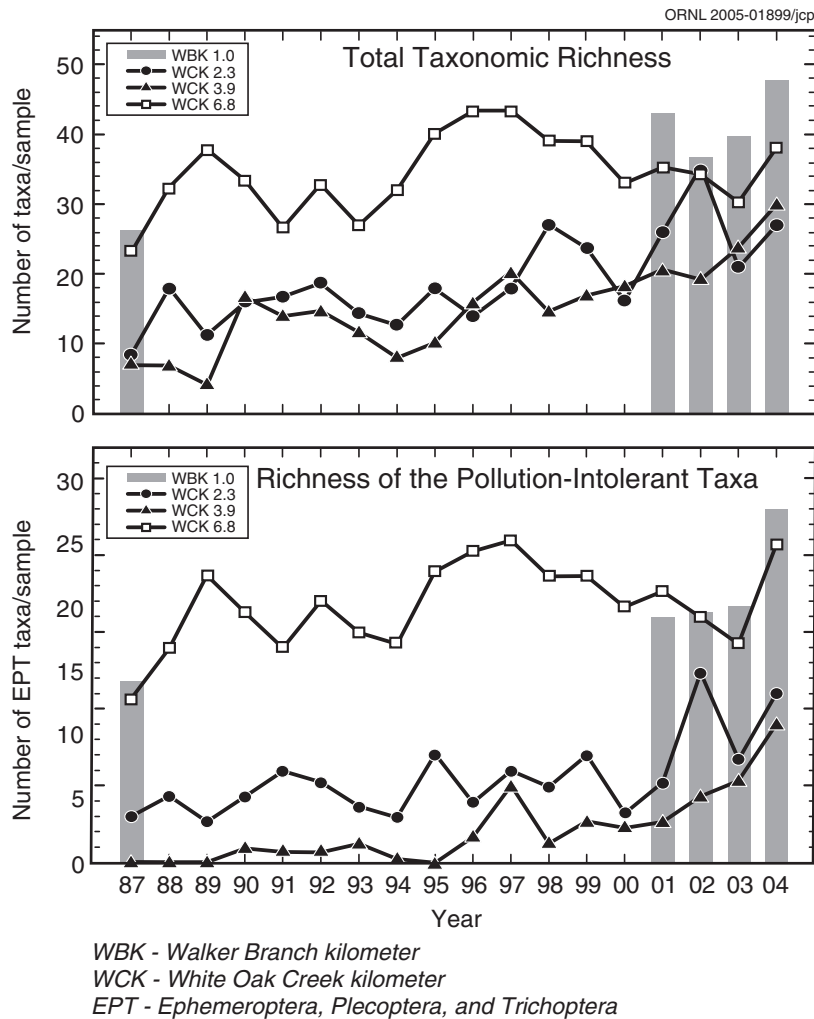 ORNL 2005-01899/jcp
Total Taxonomic Richness
WBK 1.0
WCK 2.3
WCK 3.9
WCK 6.8
Number of taxa/sample
50
40
30
20
10
0
Richness of the Pollution-Intolerant Taxa
WBK 1.0
WCK 2.3
WCK 3.9
WCK 6.8
Number of EPT taxa/sample
30
25
20
15
10
5
0
87 88 89 90 91 92 93 94 95 96 97 98 99 00 01 02 03 04
Year
WBK - Walker Branch kilometer
WCK - White Oak Creek kilometer
EPT - Ephemeroptera, Plecoptera, and Trichoptera